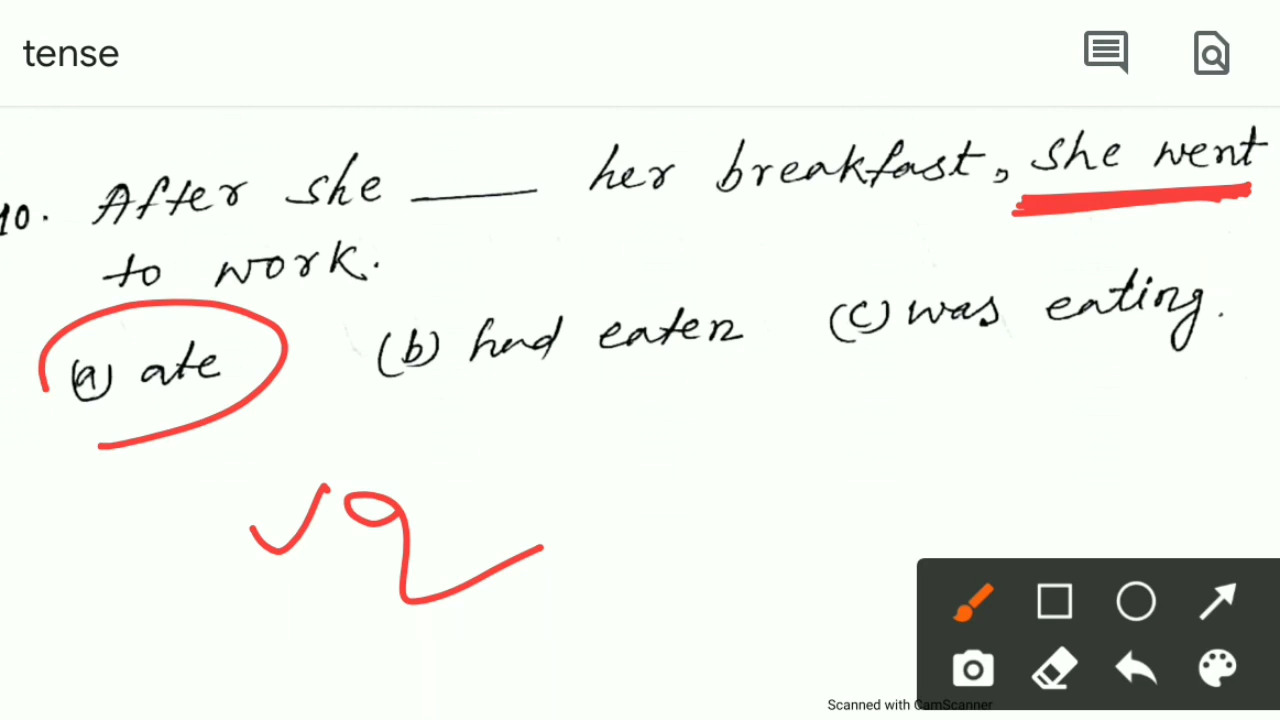 tense
10. After she ____ her breakfast, she went
to work.
(a) ate (b) had eaten (c) was eating.
Scanned with CamScanner